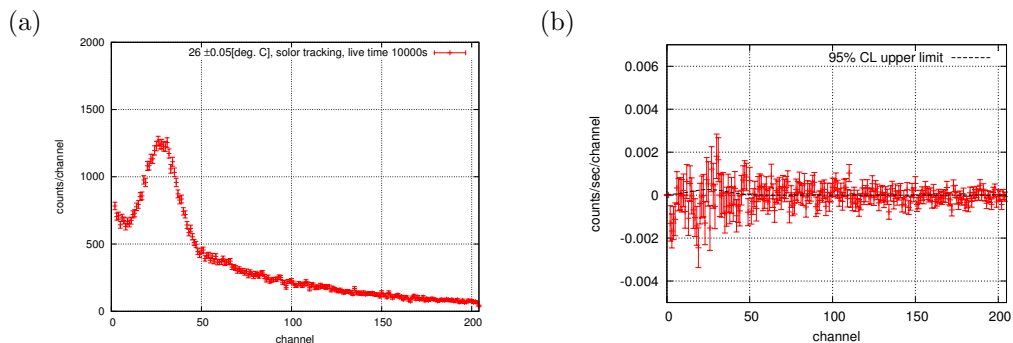 (a)
2000
1500
1000
500
0
0 50 100 150 200
counts/channel
channel
26 ±0.05[deg. C], solor tracking, live time 10000s
(b)
0.006
0.004
0.002
0
-0.002
-0.004
0 50 100 150 200
counts/sec/channel
channel
95% CL upper limit